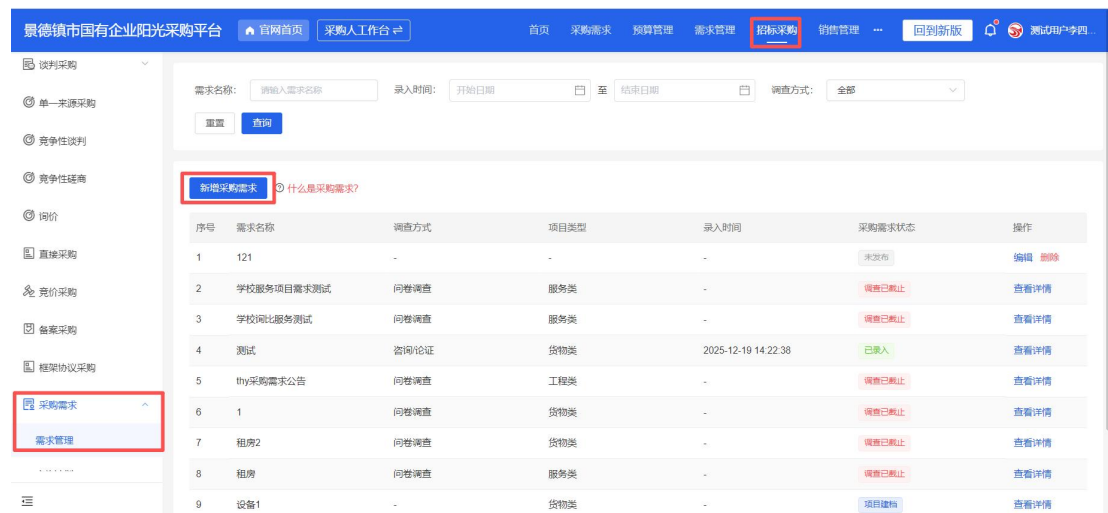 景德镇市国有企业阳光采购平台 官网首页 采购人工作台 首页 采购需求 预算管理 需求管理 招标采购 销售管理 ... 回到新版 测试用户李四...
谈判采购
单一来源采购
竞争性谈判
竞争性磋商
询价
直接采购
竞价采购
备案采购
框架协议采购
采购需求
需求管理
需求名称: 请输入需求名称 录入时间: 开始日期 至 结束日期 调查方式: 全部
重置 查询
新增采购需求 什么是采购需求?
序号 需求名称 调查方式 项目类型 录入时间 采购需求状态 操作
1 121 - - - 未发布 编辑 删除
2 学校服务项目需求测试 问卷调查 服务类 - 调查已截止 查看详情
3 学校询比服务测试 问卷调查 服务类 - 调查已截止 查看详情
4 测试 咨询/论证 货物类 2025-12-19 14:22:38 已录入 查看详情
5 thy采购需求公告 问卷调查 工程类 - 调查已截止 查看详情
6 1 问卷调查 货物类 - 调查已截止 查看详情
7 租房2 问卷调查 货物类 - 调查已截止 查看详情
8 租房 问卷调查 服务类 - 调查已截止 查看详情
9 设备1 - 货物类 - 项目建档 查看详情